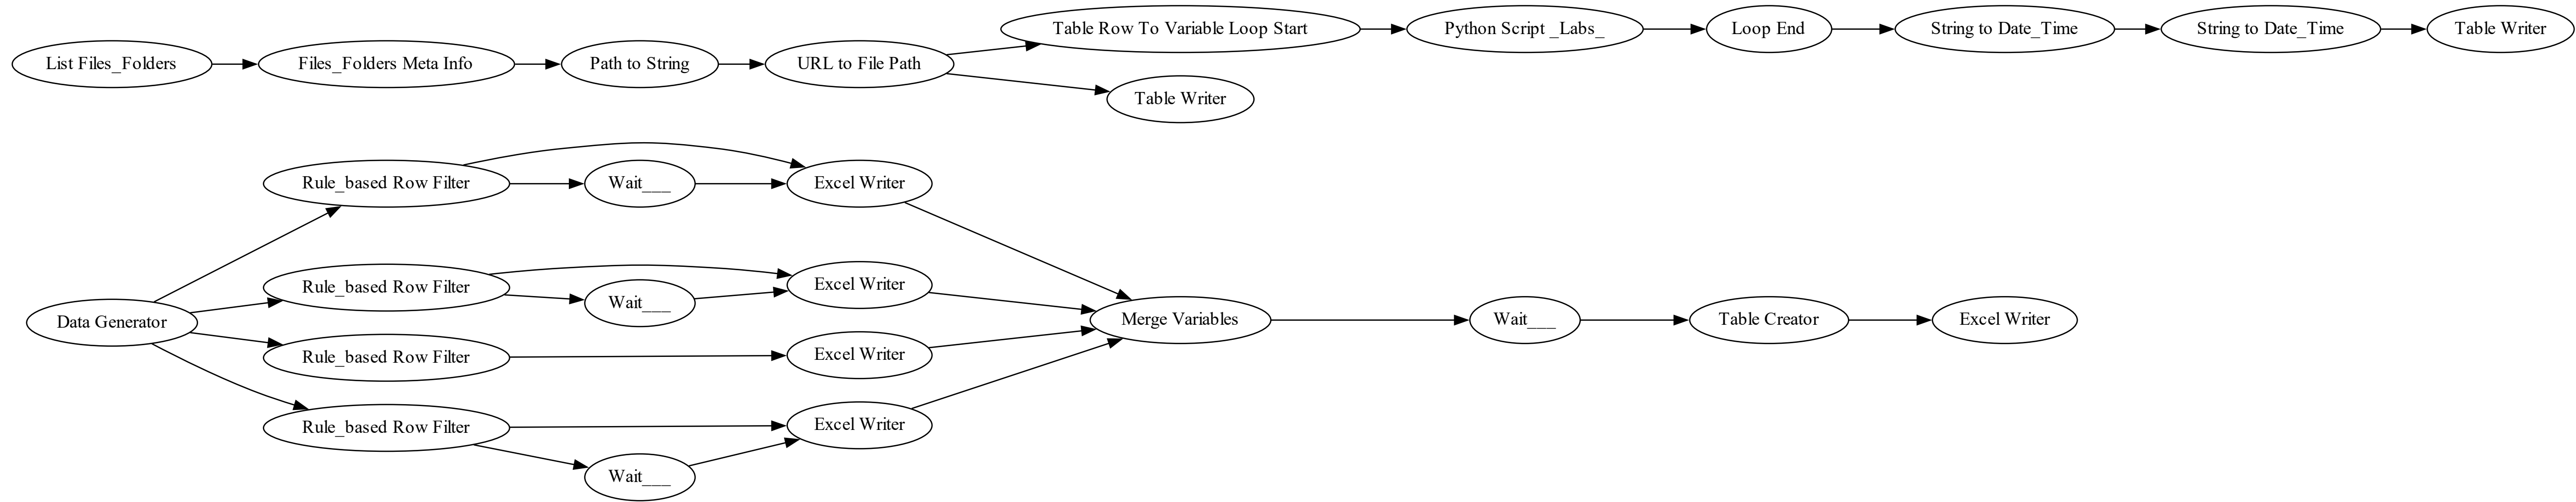 List Files_Folders
Files_Folders Meta Info
Path to String
URL to File Path
Table Row To Variable Loop Start
Python Script _Labs_
Loop End
String to Date_Time
String to Date_Time
Table Writer
Table Writer
Data Generator
Rule_based Row Filter
Wait___
Excel Writer
Rule_based Row Filter
Wait___
Excel Writer
Rule_based Row Filter
Excel Writer
Rule_based Row Filter
Wait___
Excel Writer
Merge Variables
Wait___
Table Creator
Excel Writer